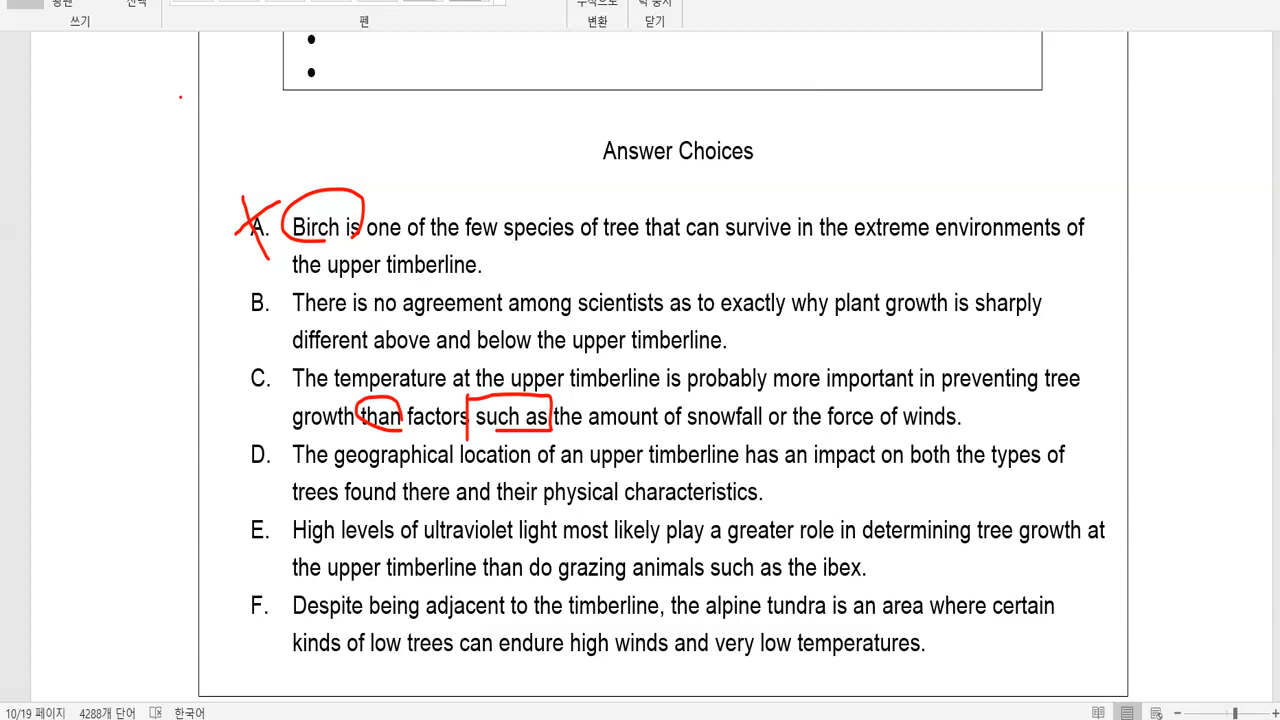 쓰기
펜
변환
닫기
•
•
Answer Choices
A. Birch is one of the few species of tree that can survive in the extreme environments of
the upper timberline.
B. There is no agreement among scientists as to exactly why plant growth is sharply
different above and below the upper timberline.
C. The temperature at the upper timberline is probably more important in preventing tree
growth than factors such as the amount of snowfall or the force of winds.
D. The geographical location of an upper timberline has an impact on both the types of
trees found there and their physical characteristics.
E. High levels of ultraviolet light most likely play a greater role in determining tree growth at
the upper timberline than do grazing animals such as the ibex.
F. Despite being adjacent to the timberline, the alpine tundra is an area where certain
kinds of low trees can endure high winds and very low temperatures.
10/19 페이지 4288개 단어 한국어